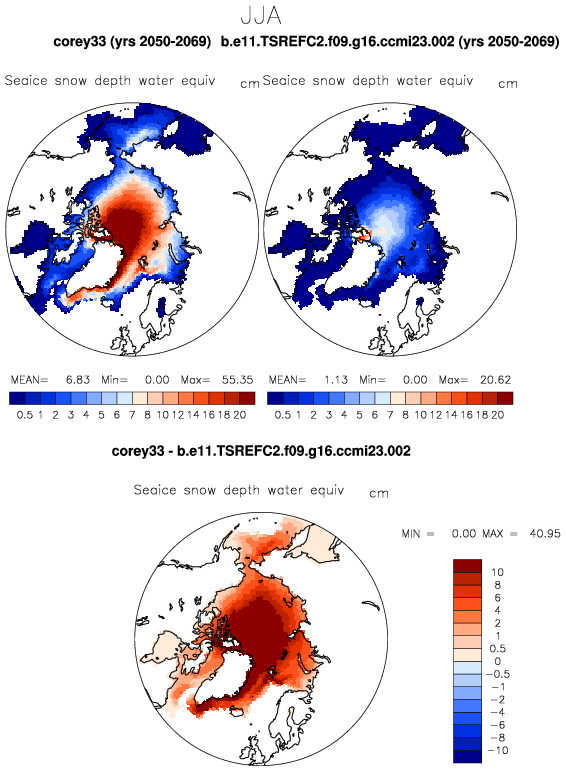 JJA
corey33 (yrs 2050-2069) b.e11.TSREFC2.f09.g16.ccmi23.002 (yrs 2050-2069)
Seaice snow depth water equiv cm Seaice snow depth water equiv cm
MEAN= 6.83 Min= 0.00 Max= 55.35 MEAN= 1.13 Min= 0.00 Max= 20.62
0.5 1 2 3 4 5 6 7 8 10 12 14 16 18 20 0.5 1 2 3 4 5 6 7 8 10 12 14 16 18 20
corey33 - b.e11.TSREFC2.f09.g16.ccmi23.002
Seaice snow depth water equiv cm
MIN = 0.00 MAX = 40.95
10
8
6
4
2
1
0.5
0
-0.5
-1
-2
-4
-6
-8
-10